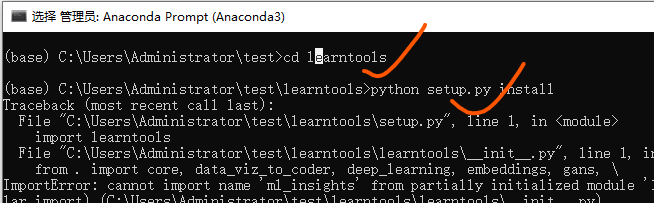 选择 管理员: Anaconda Prompt (Anaconda3)
(base) C:\Users\Administrator\test>cd learntools
(base) C:\Users\Administrator\test\learntools>python setup.py install
Traceback (most recent call last):
File "C:\Users\Administrator\test\learntools\setup.py", line 1, in <module>
import learntools
File "C:\Users\Administrator\test\learntools\learntools\__init__.py", line 1, in
from . import core, data_viz_to_coder, deep_learning, embeddings, gans, \
ImportError: cannot import name 'ml_insights' from partially initialized module '
lar import) (C:\Users\Administrator\test\learntools\learntools\__init__.py)